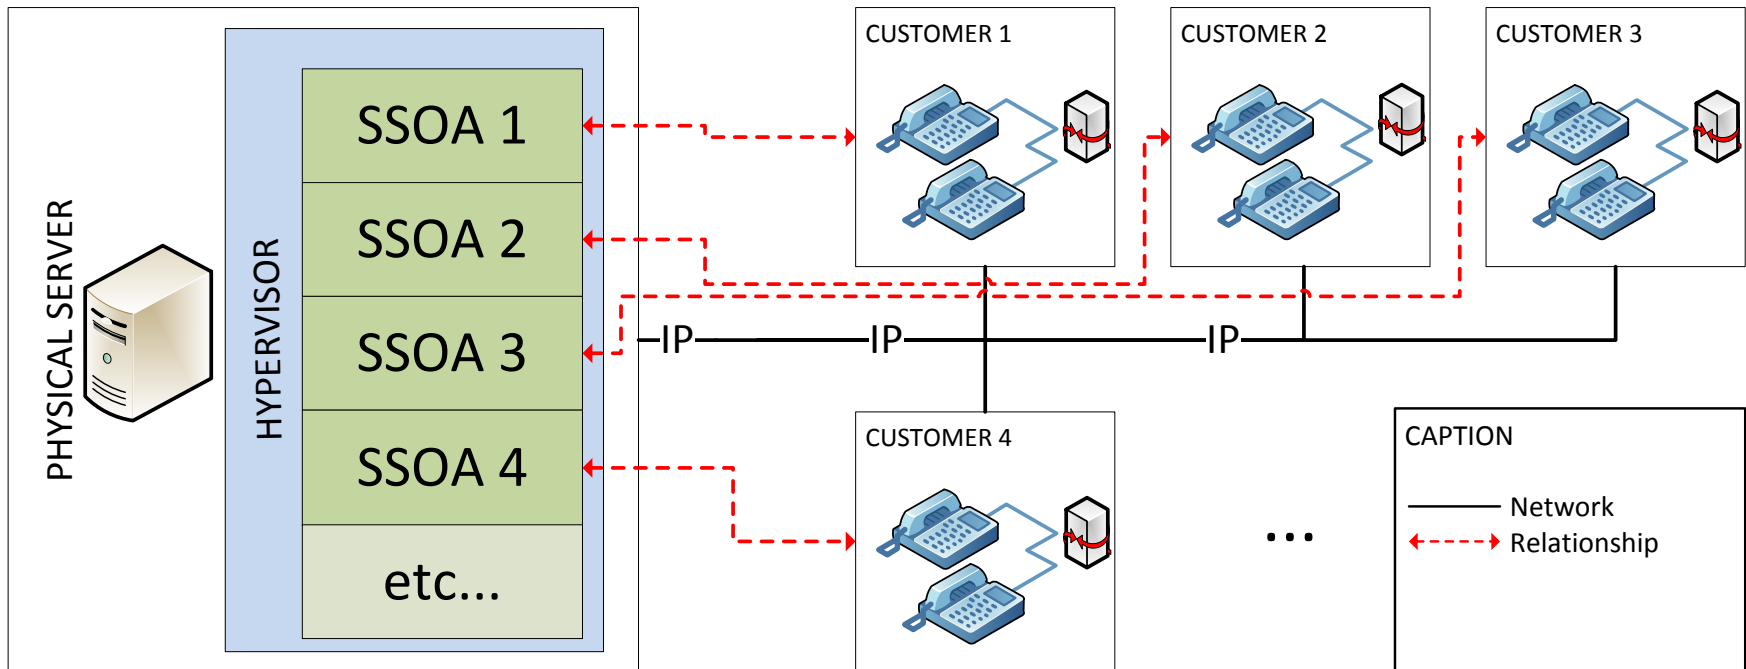 PHYSICAL SERVER
HYPERVISOR
SSOA 1
SSOA 2
SSOA 3
SSOA 4
etc...
CUSTOMER 1
CUSTOMER 2
CUSTOMER 3
IP
IP
IP
CUSTOMER 4
...
CAPTION
Network
Relationship